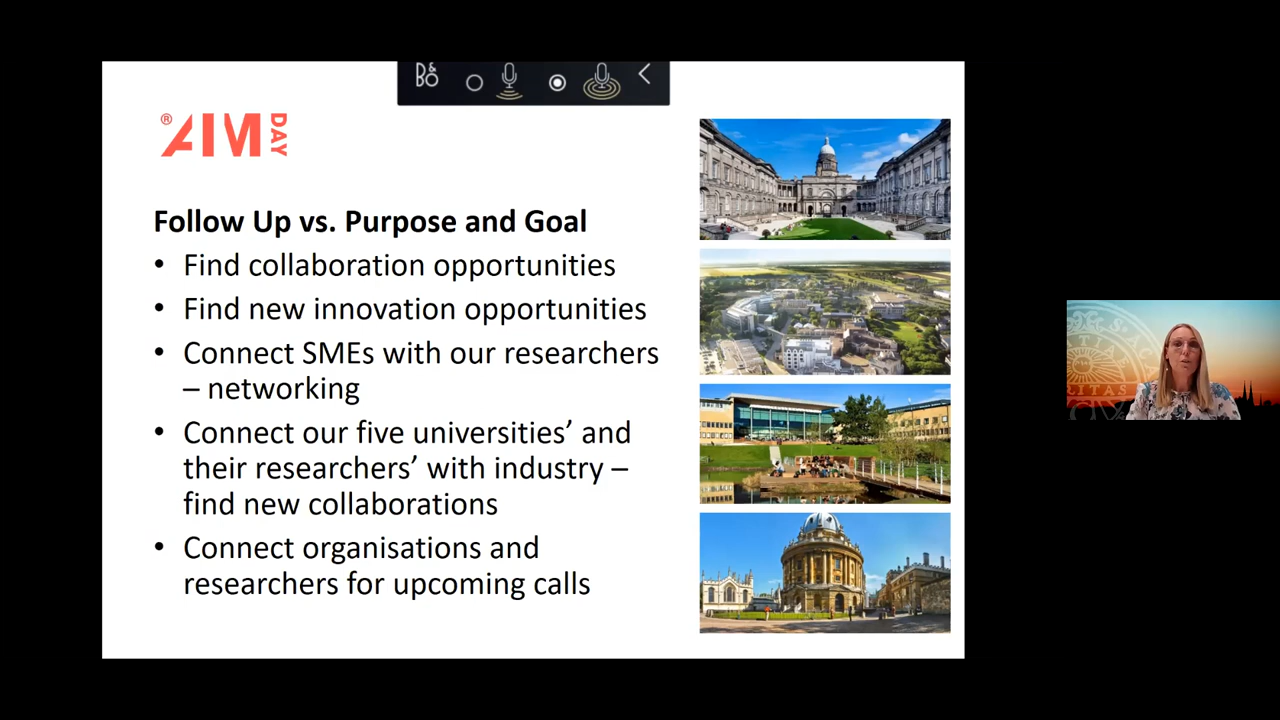 B&O
® AIM DAY
Follow Up vs. Purpose and Goal
• Find collaboration opportunities
• Find new innovation opportunities
• Connect SMEs with our researchers
– networking
• Connect our five universities’ and
their researchers’ with industry –
find new collaborations
• Connect organisations and
researchers for upcoming calls